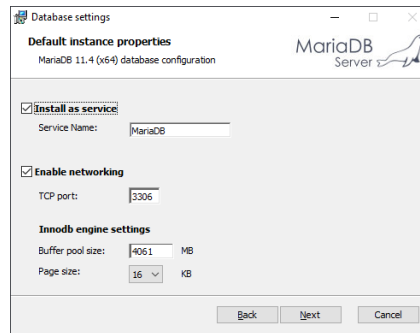 Database settings
Default instance properties
MariaDB 11.4 (x64) database configuration
MariaDB
Server
Install as service
Service Name: MariaDB
Enable networking
TCP port: 3306
Innodb engine settings
Buffer pool size: 4061 MB
Page size: 16 KB
Back Next Cancel